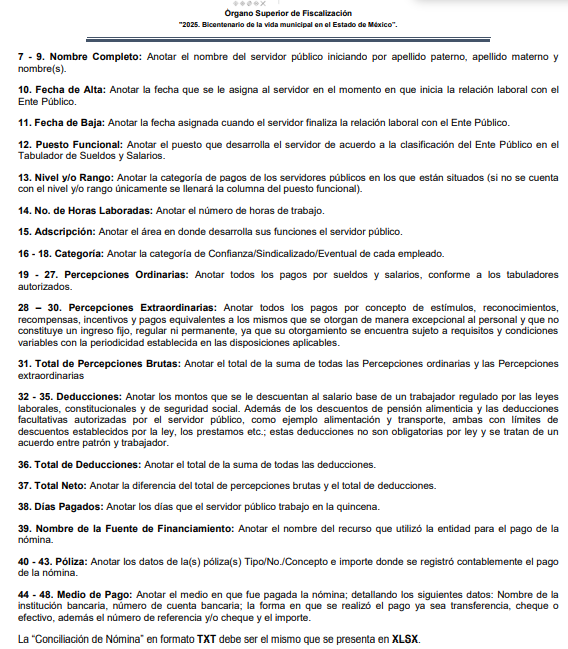 Órgano Superior de Fiscalización
"2025. Bicentenario de la vida municipal en el Estado de México".
7 - 9. Nombre Completo: Anotar el nombre del servidor público iniciando por apellido paterno, apellido materno y
nombre(s).
10. Fecha de Alta: Anotar la fecha que se le asigna al servidor en el momento en que inicia la relación laboral con el
Ente Público.
11. Fecha de Baja: Anotar la fecha asignada cuando el servidor finaliza la relación laboral con el Ente Público.
12. Puesto Funcional: Anotar el puesto que desarrolla el servidor de acuerdo a la clasificación del Ente Público en el
Tabulador de Sueldos y Salarios.
13. Nivel y/o Rango: Anotar la categoría de pagos de los servidores públicos en los que están situados (si no se cuenta
con el nivel y/o rango únicamente se llenará la columna del puesto funcional).
14. No. de Horas Laboradas: Anotar el número de horas de trabajo.
15. Adscripción: Anotar el área en donde desarrolla sus funciones el servidor público.
16 - 18. Categoría: Anotar la categoría de Confianza/Sindicalizado/Eventual de cada empleado.
19 - 27. Percepciones Ordinarias: Anotar todos los pagos por sueldos y salarios, conforme a los tabuladores
autorizados.
28 – 30. Percepciones Extraordinarias: Anotar todos los pagos por concepto de estímulos, reconocimientos,
recompensas, incentivos y pagos equivalentes a los mismos que se otorgan de manera excepcional al personal y que no
constituye un ingreso fijo, regular ni permanente, ya que su otorgamiento se encuentra sujeto a requisitos y condiciones
variables con la periodicidad establecida en las disposiciones aplicables.
31. Total de Percepciones Brutas: Anotar el total de la suma de todas las Percepciones ordinarias y las Percepciones
extraordinarias
32 - 35. Deducciones: Anotar los montos que se le descuentan al salario base de un trabajador regulado por las leyes
laborales, constitucionales y de seguridad social. Además de los descuentos de pensión alimenticia y las deducciones
facultativas autorizadas por el servidor público, como ejemplo alimentación y transporte, ambas con límites de
descuentos establecidos por la ley, los prestamos etc.; estas deducciones no son obligatorias por ley y se tratan de un
acuerdo entre patrón y trabajador.
36. Total de Deducciones: Anotar el total de la suma de todas las deducciones.
37. Total Neto: Anotar la diferencia del total de percepciones brutas y el total de deducciones.
38. Días Pagados: Anotar los días que el servidor público trabajo en la quincena.
39. Nombre de la Fuente de Financiamiento: Anotar el nombre del recurso que utilizó la entidad para el pago de la
nómina.
40 - 43. Póliza: Anotar los datos de la(s) póliza(s) Tipo/No./Concepto e importe donde se registró contablemente el pago
de la nómina.
44 - 48. Medio de Pago: Anotar el medio en que fue pagada la nómina; detallando los siguientes datos: Nombre de la
institución bancaria, número de cuenta bancaria; la forma en que se realizó el pago ya sea transferencia, cheque o
efectivo, además el número de referencia y/o cheque y el importe.
La "Conciliación de Nómina" en formato TXT debe ser el mismo que se presenta en XLSX.